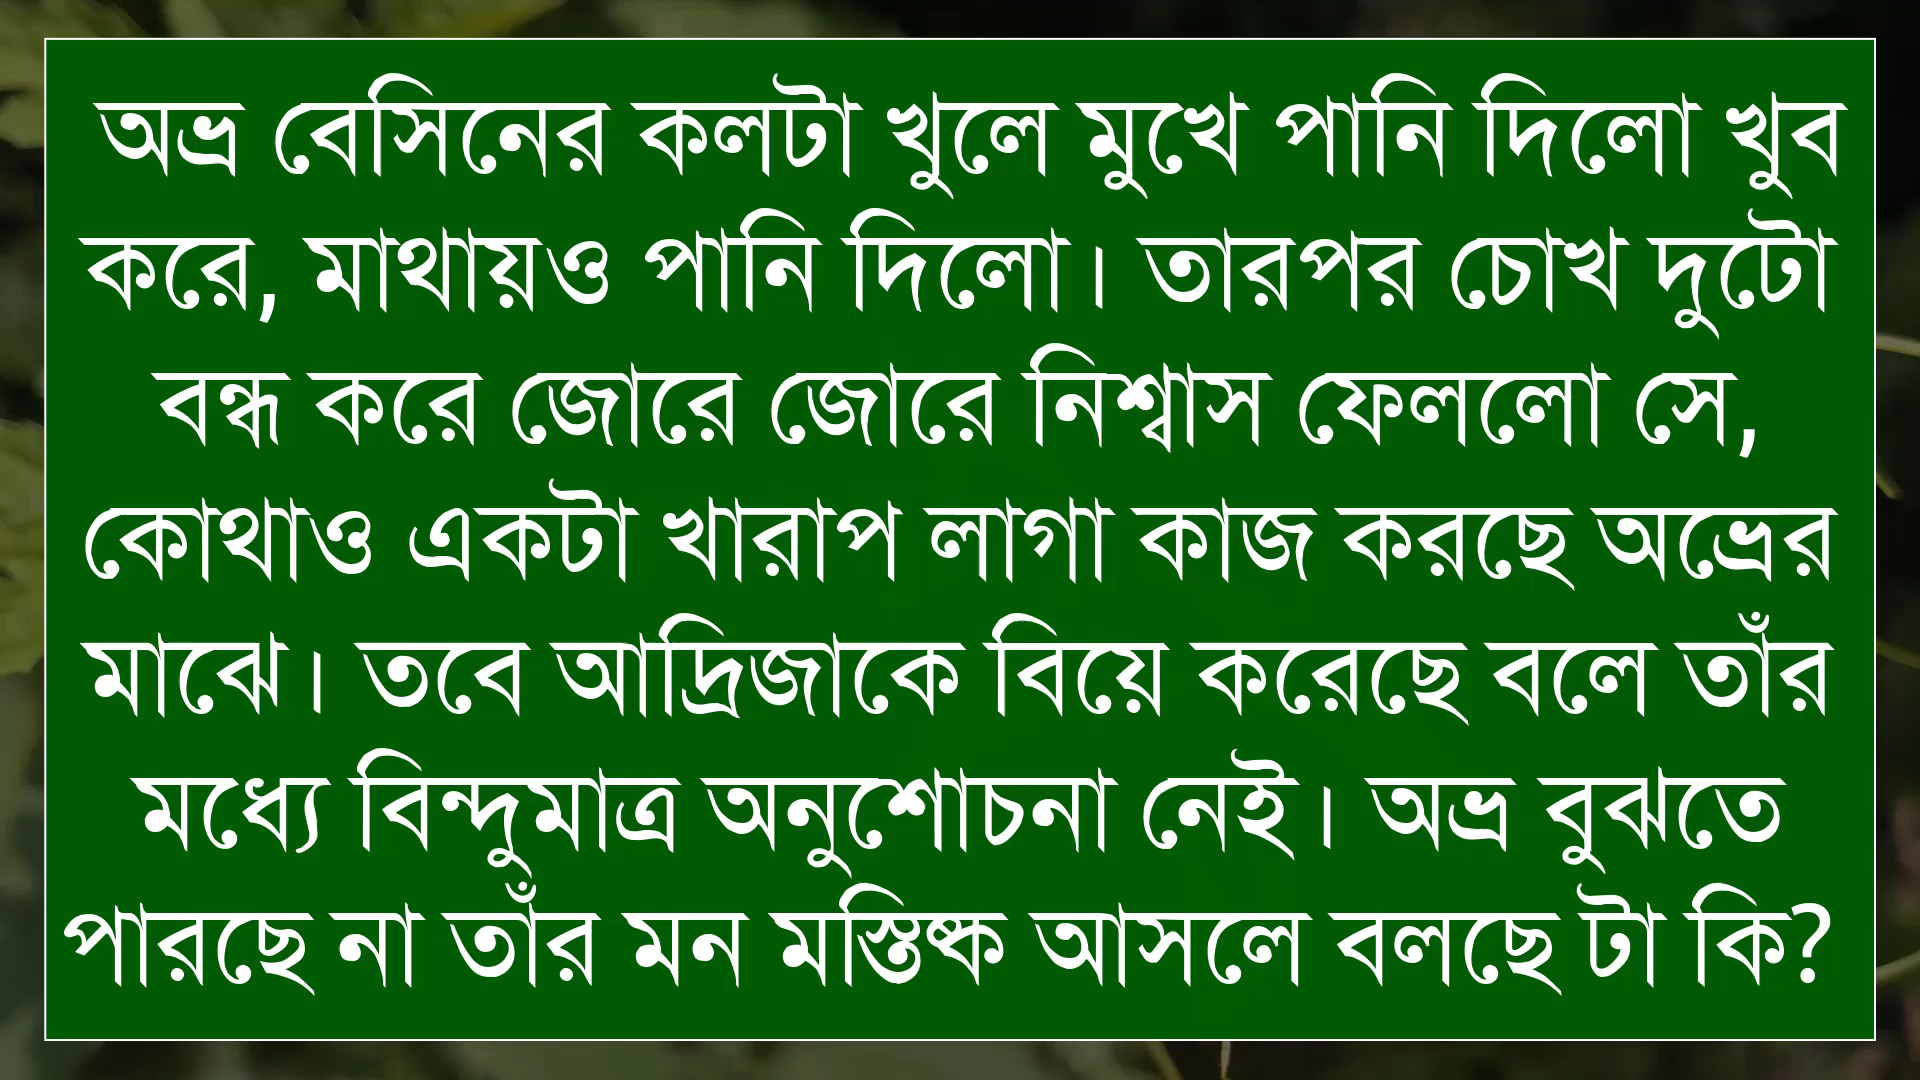 অভ্র বেসিনের কলটা খুলে মুখে পানি দিলো খুব
করে, মাথায়ও পানি দিলো। তারপর চোখ দুটো
বন্ধ করে জোরে জোরে নিশ্বাস ফেললো সে,
কোথাও একটা খারাপ লাগা কাজ করছে অভ্রের
মাঝে। তবে আদ্রিজাকে বিয়ে করেছে বলে তাঁর
মধ্যে বিন্দুমাত্র অনুশোচনা নেই। অভ্র বুঝতে
পারছে না তাঁর মন মস্তিষ্ক আসলে বলছে টা কি?